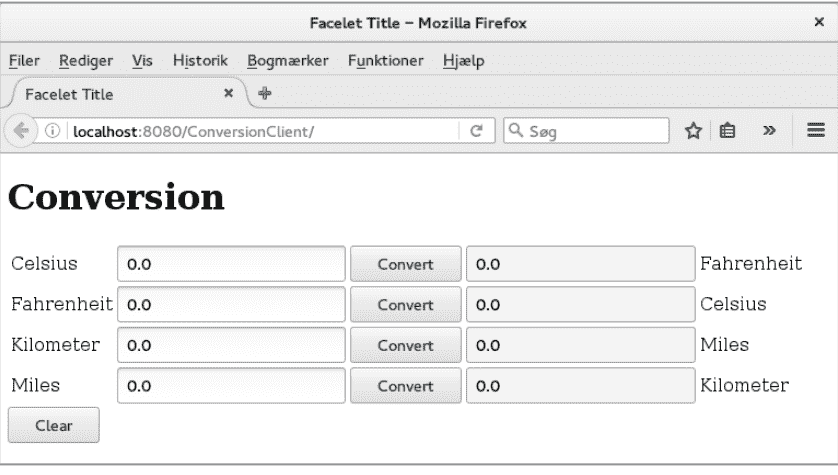 Facelet Title – Mozilla Firefox
Filer Rediger Vis Historik Bogmærker Funktioner Hjælp
Facelet Title
localhost:8080/ConversionClient/ Søg
Conversion
Celsius 0.0 Convert 0.0 Fahrenheit
Fahrenheit 0.0 Convert 0.0 Celsius
Kilometer 0.0 Convert 0.0 Miles
Miles 0.0 Convert 0.0 Kilometer
Clear